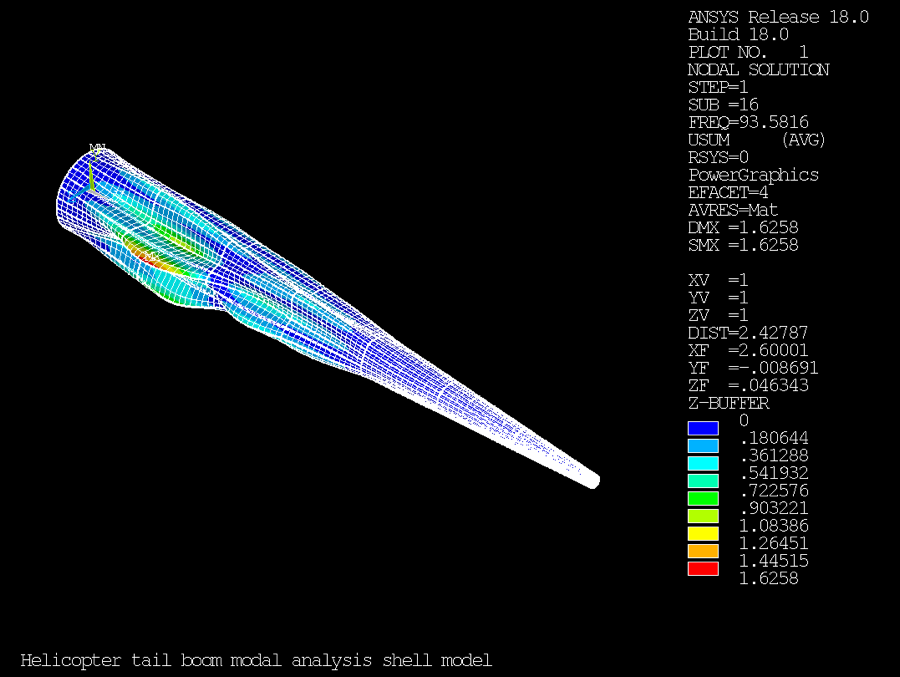 ANSYS Release 18.0
Build 18.0
PLOT NO. 1
NODAL SOLUTION
STEP=1
SUB =16
FREQ=93.5816
USUM (AVG)
RSYS=0
PowerGraphics
EFACET=4
AVRES=Mat
DMX =1.6258
SMX =1.6258
XV =1
YV =1
ZV =1
DIST=2.42787
XF =2.60001
YF =-.008691
ZF =.046343
Z-BUFFER
0
.180644
.361288
.541932
.722576
.903221
1.08386
1.26451
1.44515
1.6258
MN
Helicopter tail boom modal analysis shell model